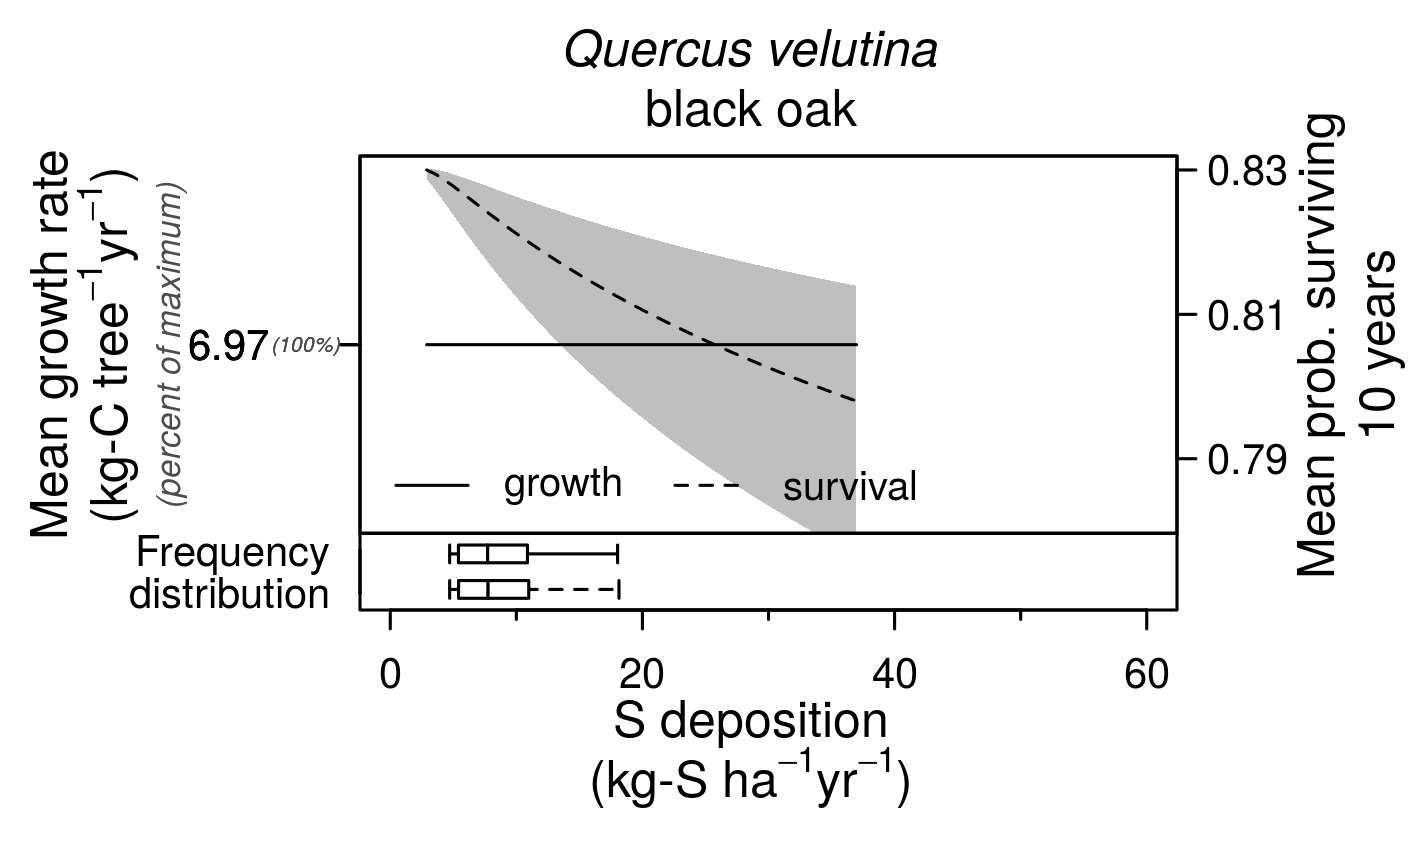 Quercus velutina
black oak
Mean growth rate
(kg-C tree⁻¹yr⁻¹)
(percent of maximum)
6.97 (100%)
0.83
0.81
0.79
Mean prob. surviving
10 years
growth
survival
Frequency
distribution
0 20 40 60
S deposition
(kg-S ha⁻¹yr⁻¹)